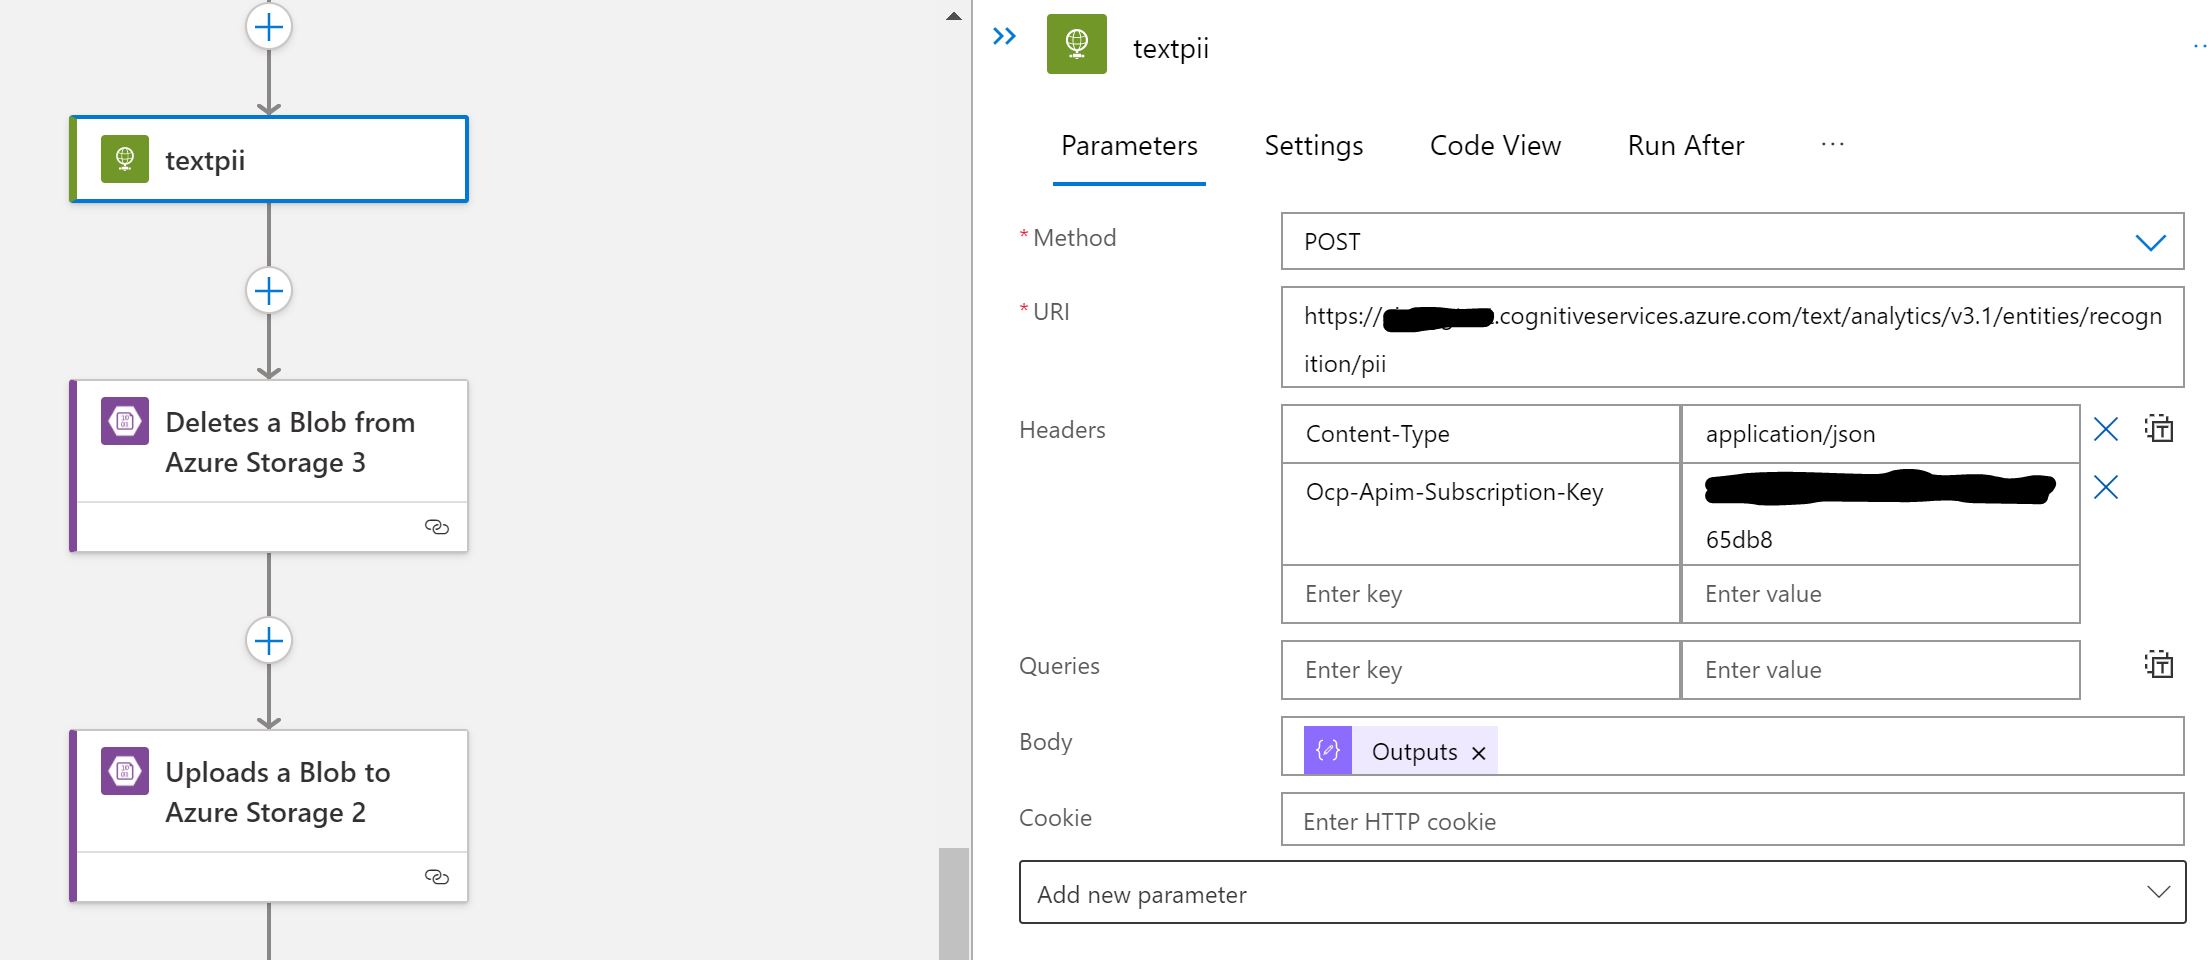 textpii
Deletes a Blob from
Azure Storage 3
Uploads a Blob to
Azure Storage 2
textpii
Parameters
Settings
Code View
Run After
* Method
POST
* URI
https://
.cognitiveservices.azure.com/text/analytics/v3.1/entities/recogn
ition/pii
Headers
Content-Type
application/json
Ocp-Apim-Subscription-Key
65db8
Enter key
Enter value
Queries
Enter key
Enter value
Body
Outputs
Cookie
Enter HTTP cookie
Add new parameter